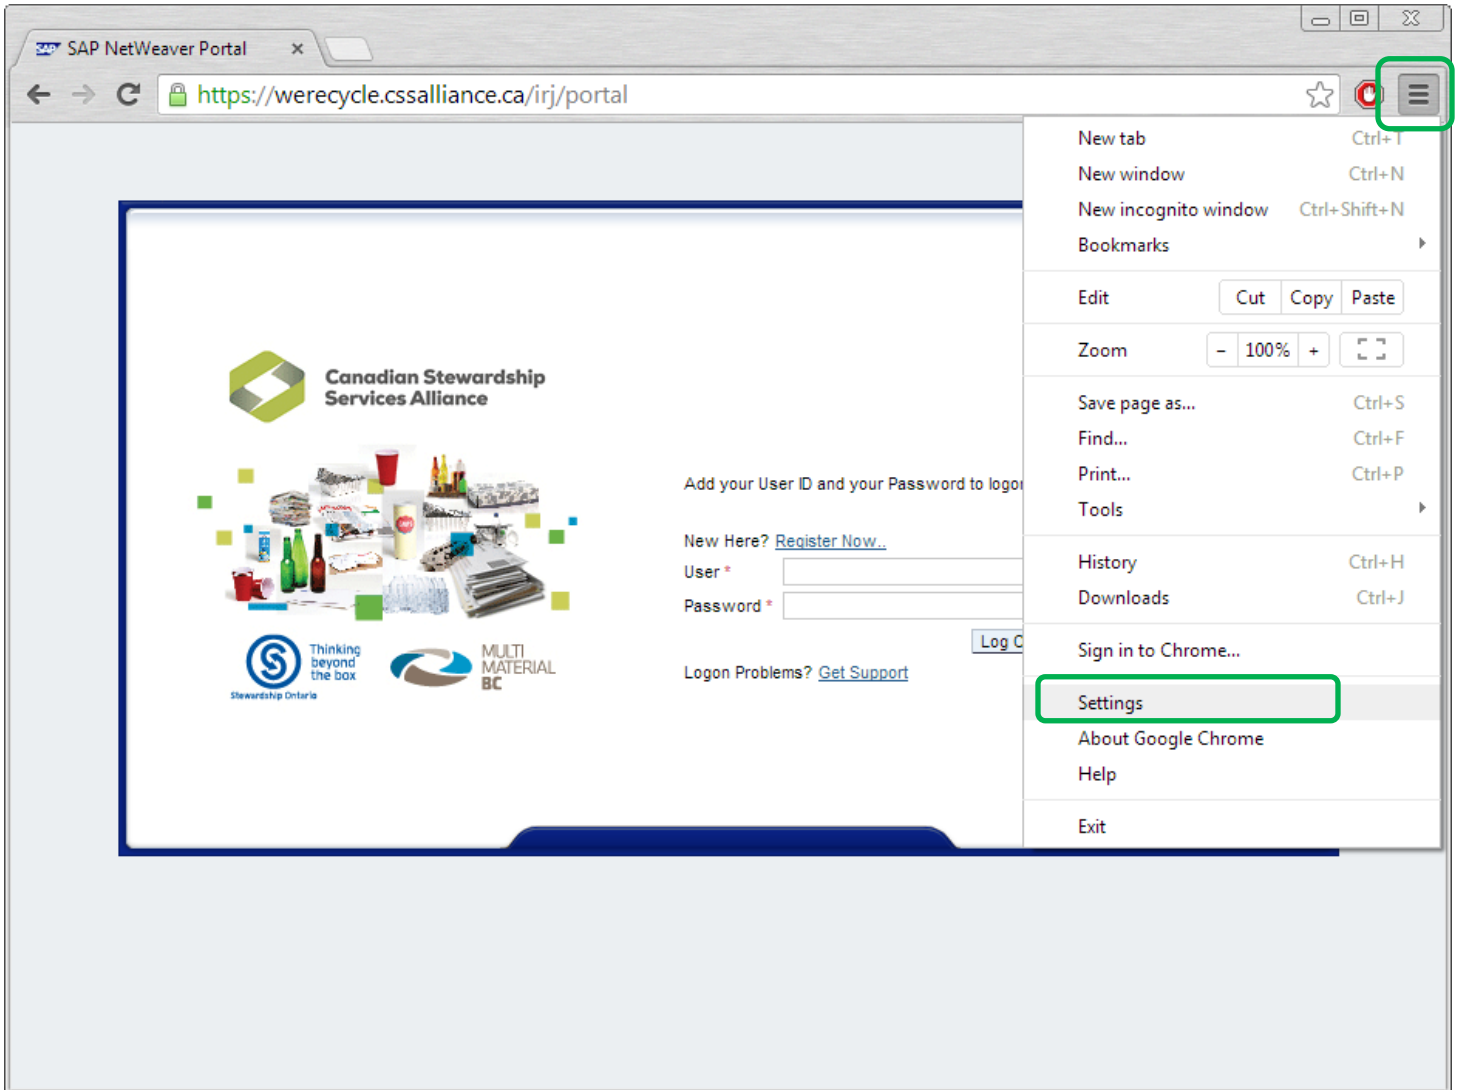 SAP SAP NetWeaver Portal
https://werecycle.cssalliance.ca/irj/portal
New tab Ctrl+T
New window Ctrl+N
New incognito window Ctrl+Shift+N
Bookmarks
Edit Cut Copy Paste
Zoom - 100% +
Save page as... Ctrl+S
Find... Ctrl+F
Print... Ctrl+P
Tools
History Ctrl+H
Downloads Ctrl+J
Sign in to Chrome...
Settings
About Google Chrome
Help
Exit
Canadian Stewardship
Services Alliance
Add your User ID and your Password to logon
New Here? Register Now..
User *
Password *
Log O
Logon Problems? Get Support
Thinking
beyond
the box
Stewardship Ontario
MULTI
MATERIAL
BC